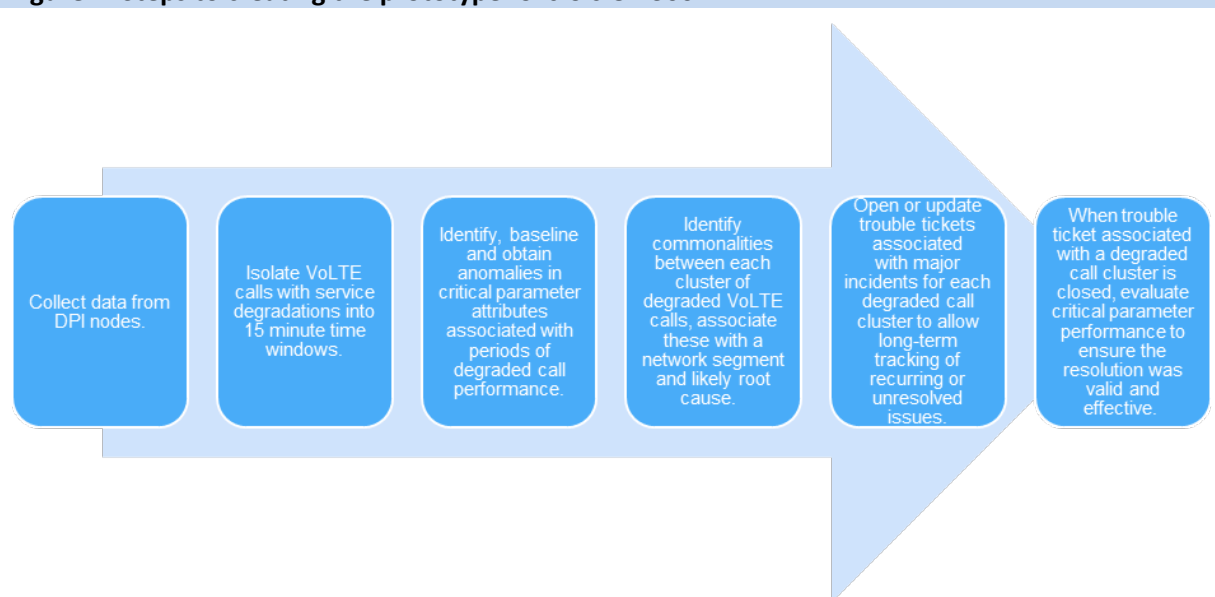 Collect data from
DPI nodes.
Isolate VoLTE
calls with service
degradations into
15 minute time
windows.
Identify, baseline
and obtain
anomalies in
critical parameter
attributes
associated with
periods of
degraded call
performance.
Identify
commonalities
between each
cluster of
degraded VoLTE
calls, associate
these with a
network segment
and likely root
cause.
Open or update
trouble tickets
associated
with major
incidents for each
degraded call
cluster to allow
long-term
tracking of
recurring or
unresolved
issues.
When trouble
ticket associated
with a degraded
call cluster is
closed, evaluate
critical parameter
performance to
ensure the
resolution was
valid and
effective.